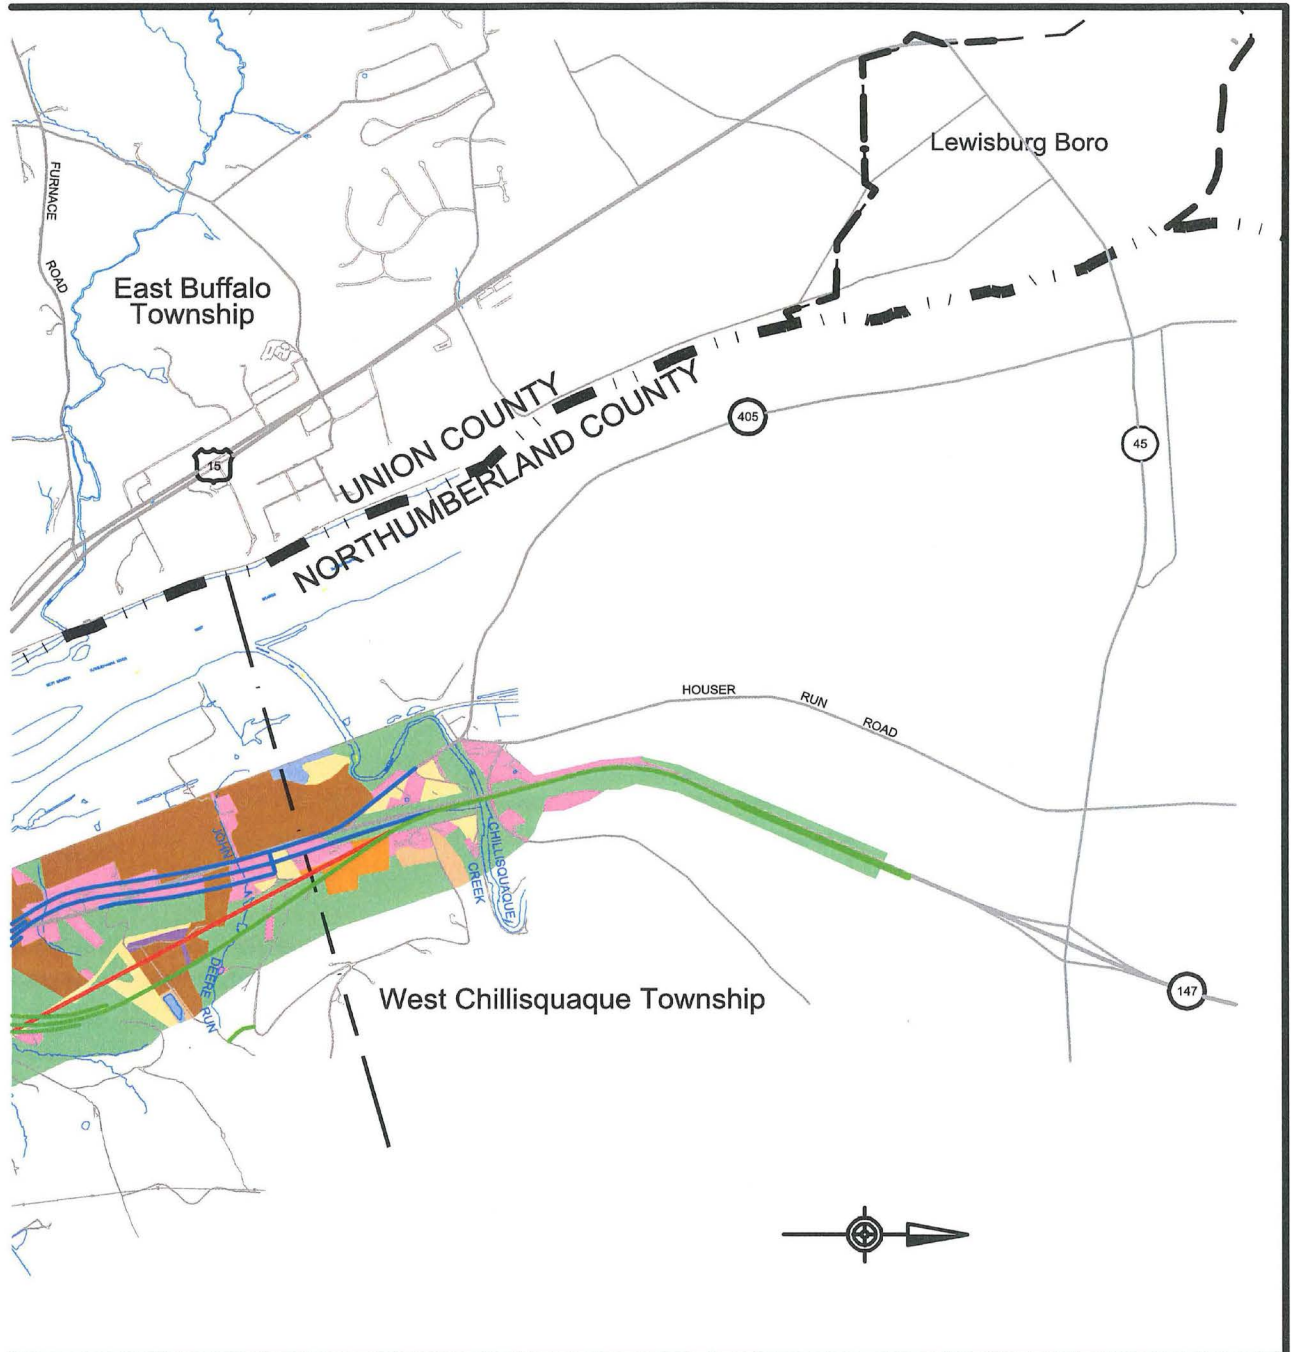 Lewisburg Boro
FURNACE
ROAD
East Buffalo
Township
UNION COUNTY
NORTHUMBERLAND COUNTY
15
405
45
HOUSER
RUN
ROAD
JOHN
DEERE RUN
CHILLISQUAQUE
CREEK
West Chillisquaque Township
147